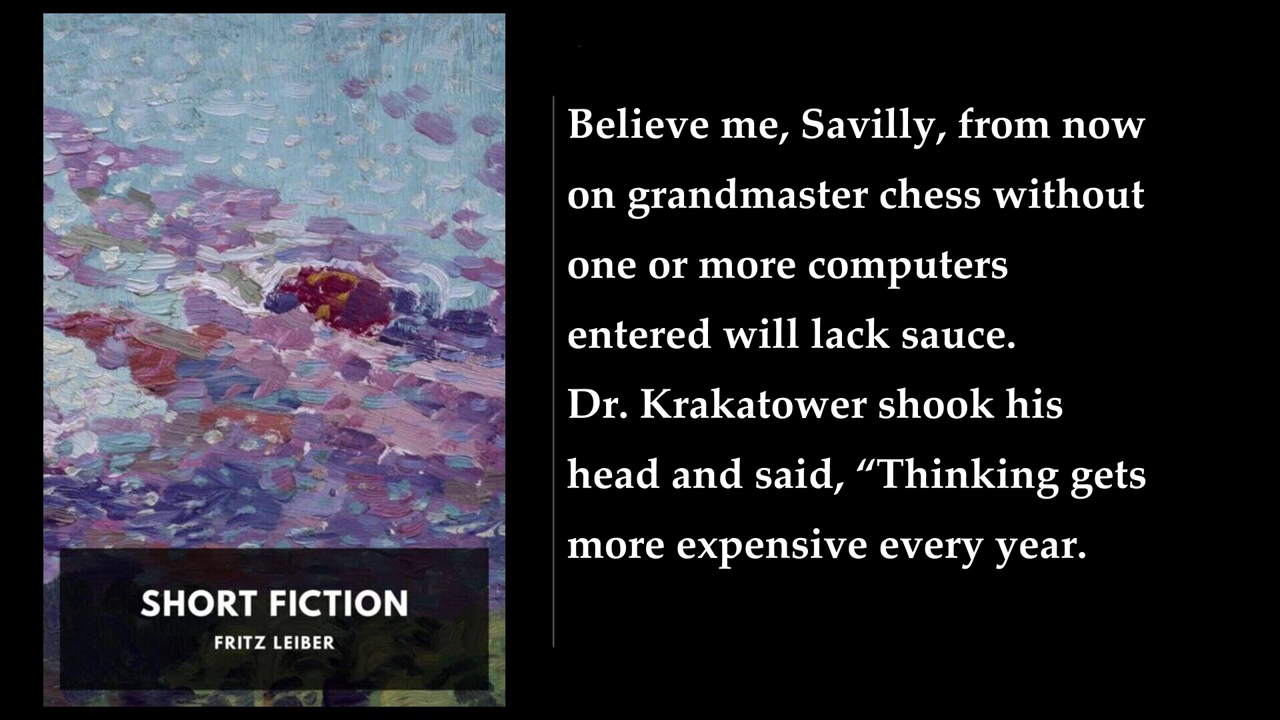 SHORT FICTION
FRITZ LEIBER
Believe me, Savilly, from now
on grandmaster chess without
one or more computers
entered will lack sauce.
Dr. Krakatower shook his
head and said, “Thinking gets
more expensive every year.